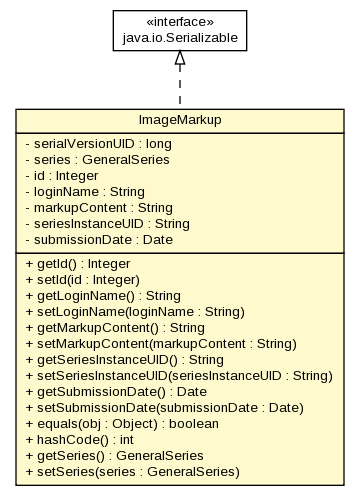 «interface»
java.io.Serializable
ImageMarkup
- serialVersionUID : long
- series : GeneralSeries
- id : Integer
- loginName : String
- markupContent : String
- seriesInstanceUID : String
- submissionDate : Date
+ getId() : Integer
+ setId(id : Integer)
+ getLoginName() : String
+ setLoginName(loginName : String)
+ getMarkupContent() : String
+ setMarkupContent(markupContent : String)
+ getSeriesInstanceUID() : String
+ setSeriesInstanceUID(seriesInstanceUID : String)
+ getSubmissionDate() : Date
+ setSubmissionDate(submissionDate : Date)
+ equals(obj : Object) : boolean
+ hashCode() : int
+ getSeries() : GeneralSeries
+ setSeries(series : GeneralSeries)